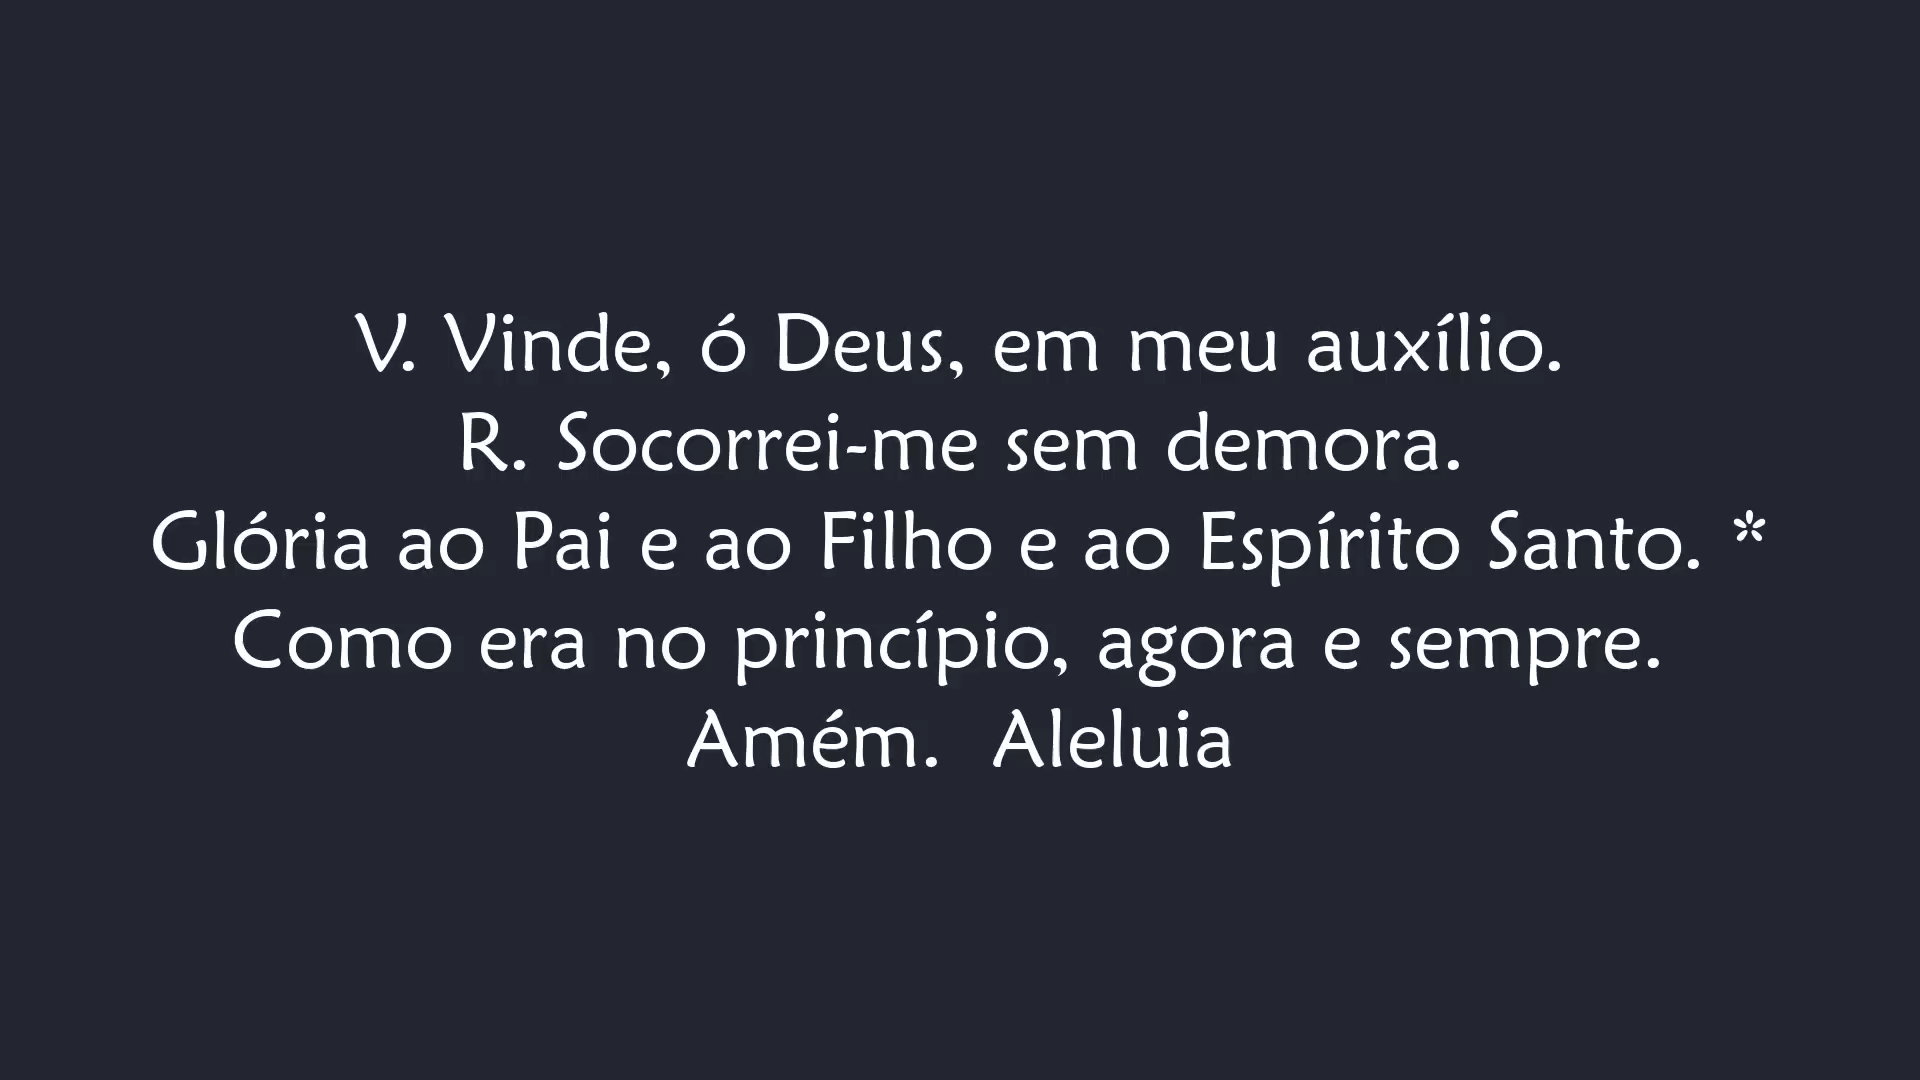 V. Vinde, ó Deus, em meu auxílio.
R. Socorrei-me sem demora.
Glória ao Pai e ao Filho e ao Espírito Santo. *
Como era no princípio, agora e sempre.
Amém.  Aleluia